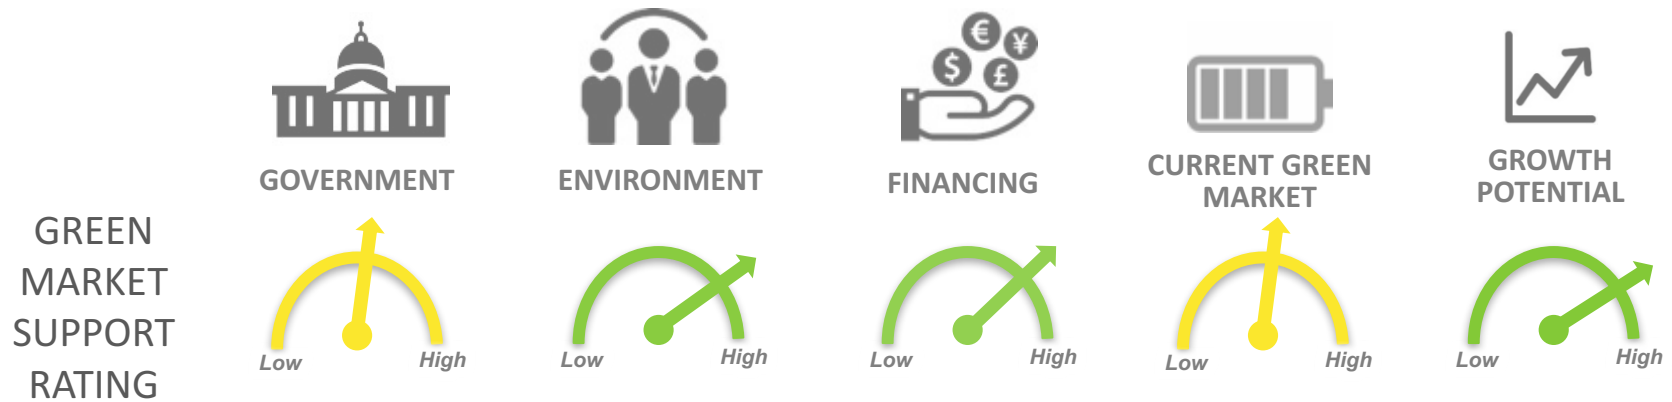 GOVERNMENT
ENVIRONMENT
FINANCING
CURRENT GREEN
MARKET
GROWTH
POTENTIAL
GREEN
MARKET
SUPPORT
RATING
Low High
Low High
Low High
Low High
Low High
€
¥
$
£